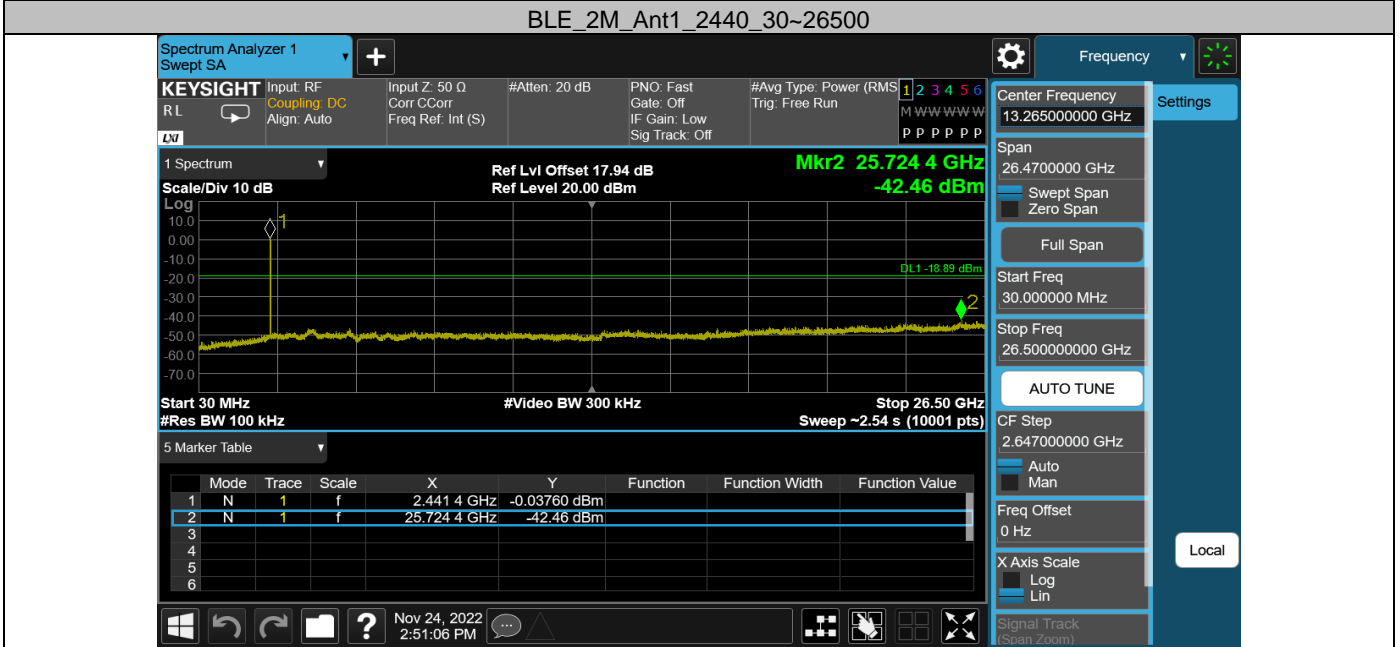 BLE_2M_Ant1_2440_30~26500
Spectrum Analyzer 1
Swept SA
+
Frequency
KEYSIGHT
RL
LXI
Input: RF
Coupling: DC
Align: Auto
Input Z: 50 Ω
Corr CCorr
Freq Ref: Int (S)
#Atten: 20 dB
PNO: Fast
Gate: Off
IF Gain: Low
Sig Track: Off
#Avg Type: Power (RMS
Trig: Free Run
1 2 3 4 5 6
M W W W W W
P P P P P P
1 Spectrum
Scale/Div 10 dB
Ref Lvl Offset 17.94 dB
Ref Level 20.00 dBm
Mkr2 25.724 4 GHz
-42.46 dBm
Log
10.0
0.00
-10.0
-20.0
-30.0
-40.0
-50.0
-60.0
-70.0
1
DL1 -18.89 dBm
2
Start 30 MHz
#Res BW 100 kHz
#Video BW 300 kHz
Stop 26.50 GHz
Sweep ~2.54 s (10001 pts)
5 Marker Table
Mode Trace Scale X Y Function Function Width Function Value
1 N 1 f 2.441 4 GHz -0.03760 dBm
2 N 1 f 25.724 4 GHz -42.46 dBm
3
4
5
6
Center Frequency
13.265000000 GHz
Settings
Span
26.4700000 GHz
Swept Span
Zero Span
Full Span
Start Freq
30.000000 MHz
Stop Freq
26.500000000 GHz
AUTO TUNE
CF Step
2.647000000 GHz
Auto
Man
Freq Offset
0 Hz
X Axis Scale
Log
Lin
Signal Track
(Span Zoom)
Local
?
Nov 24, 2022
2:51:06 PM